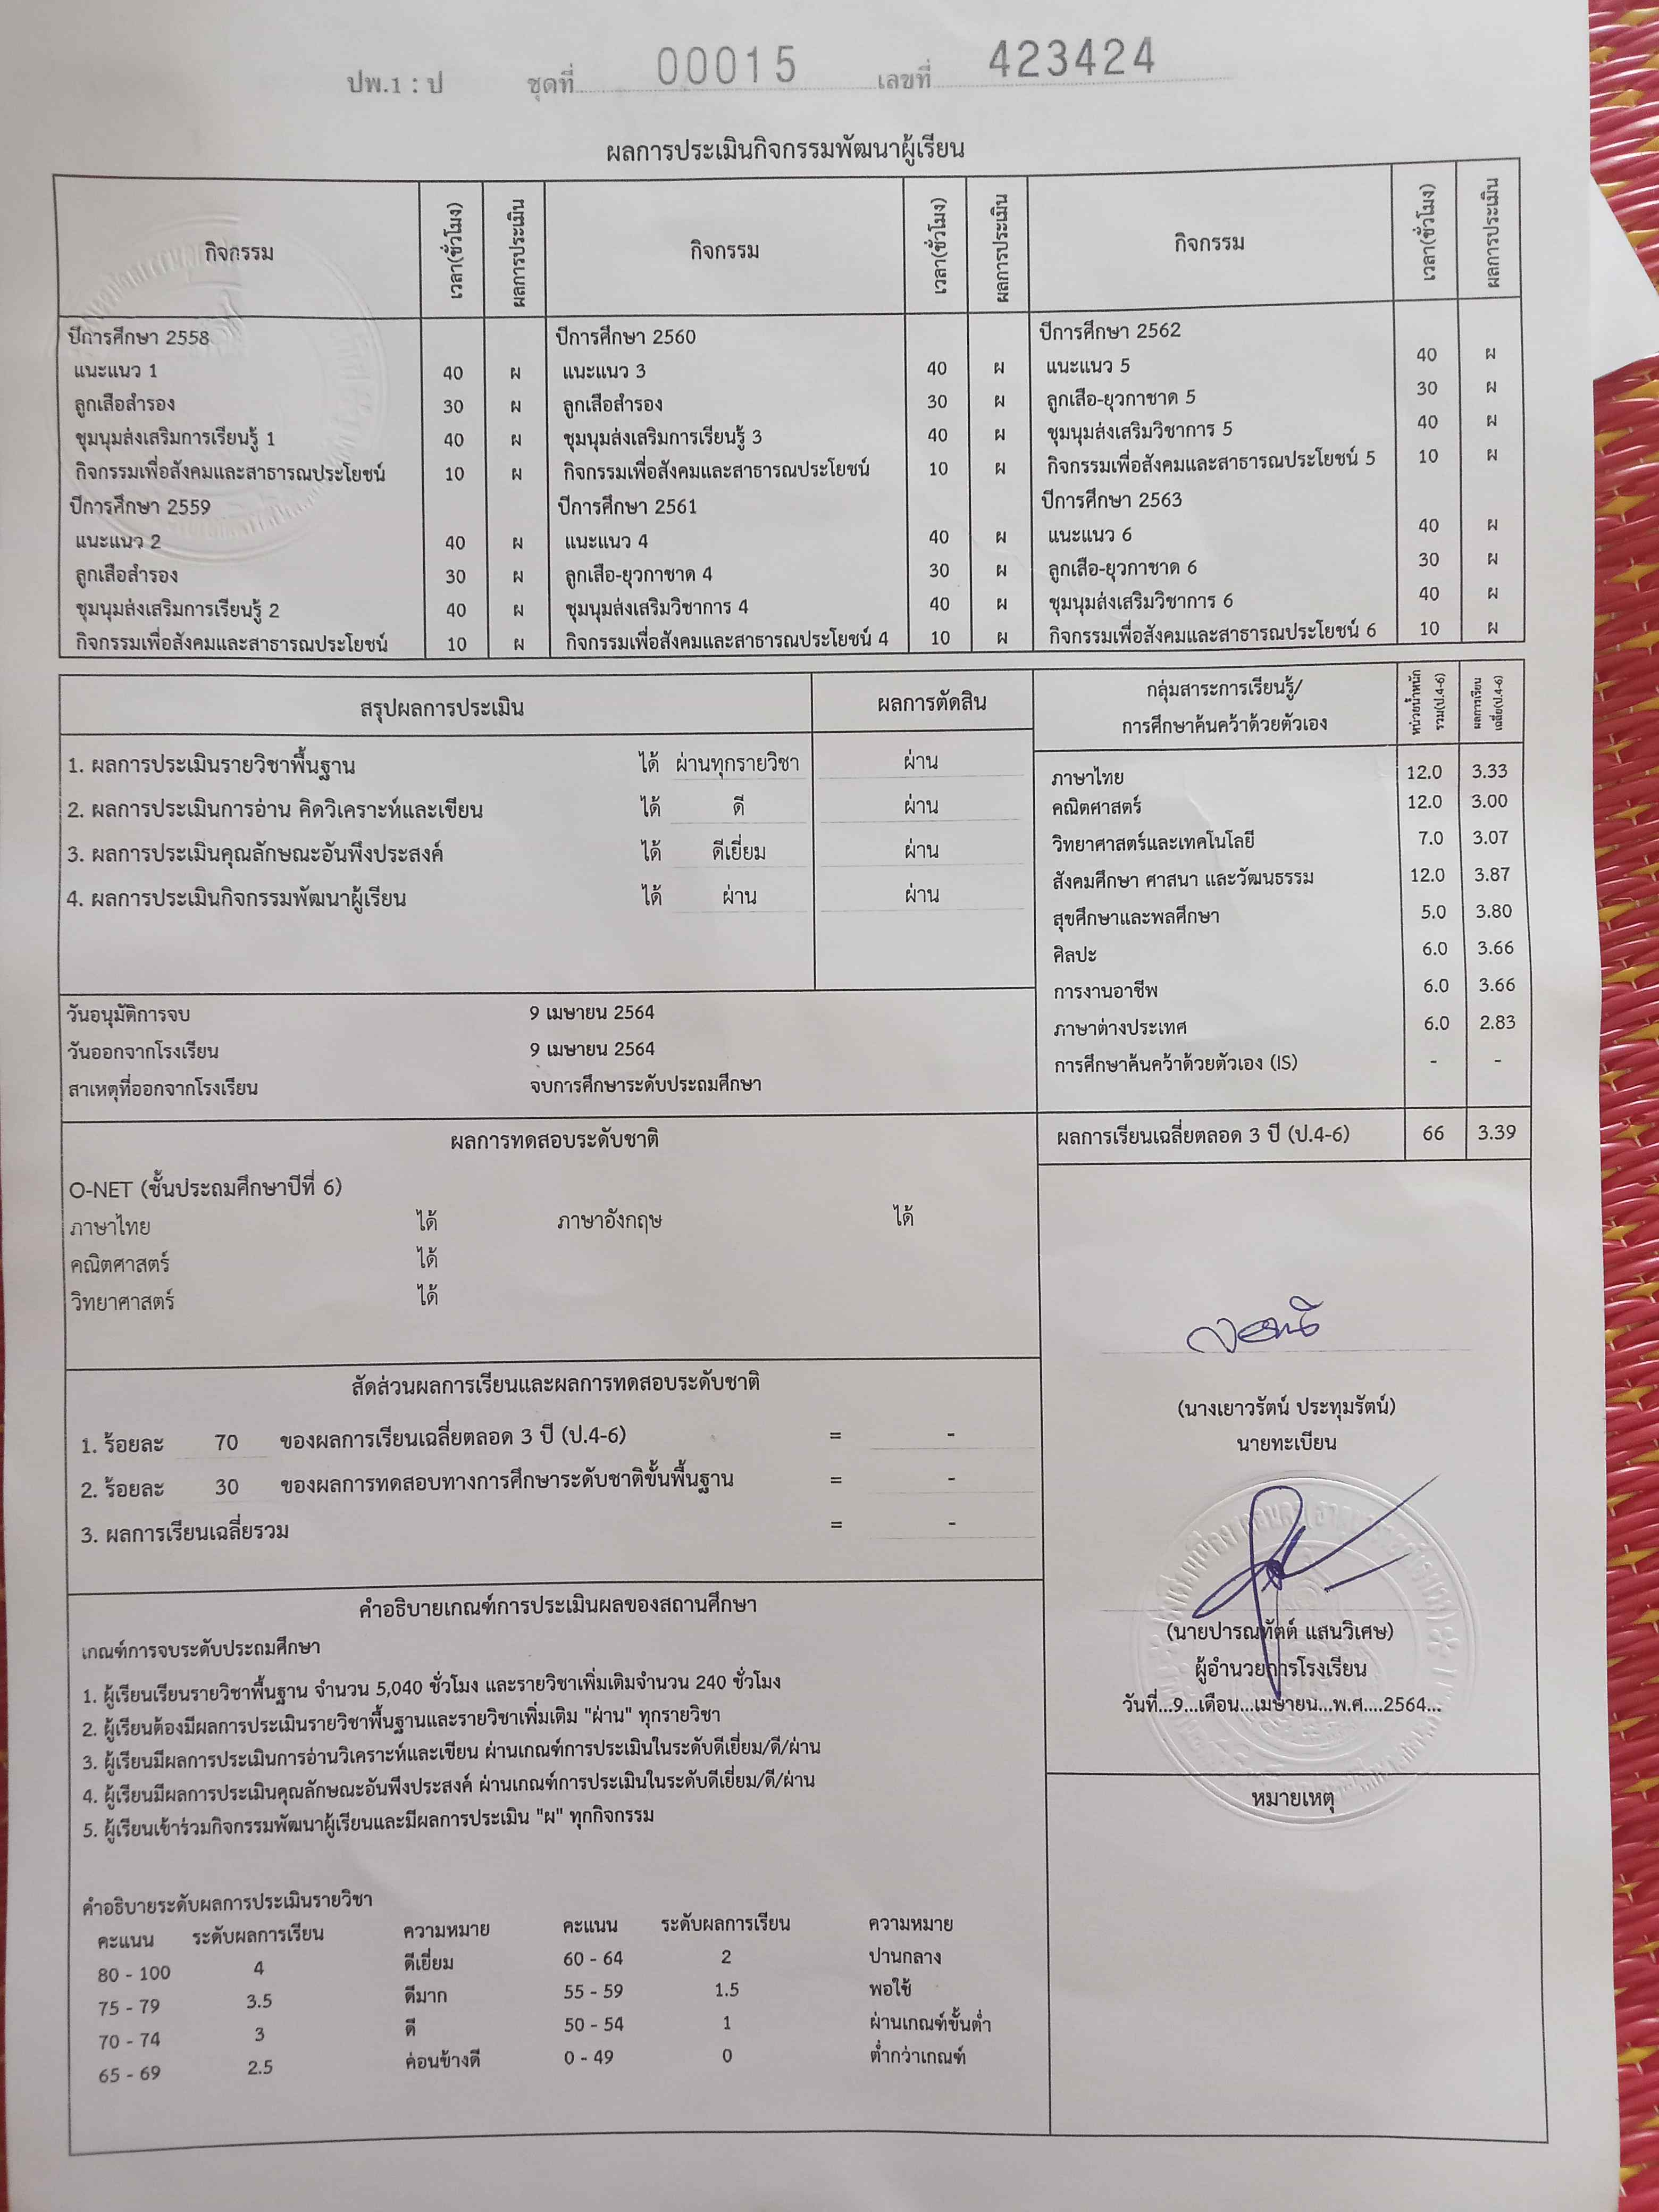 ปพ.1 : ป ชุดที่ 00015 เลขที่ 423424
ผลการประเมินกิจกรรมพัฒนาผู้เรียน
กิจกรรม เวลา(ชั่วโมง) ผลการประเมิน กิจกรรม เวลา(ชั่วโมง) ผลการประเมิน กิจกรรม เวลา(ชั่วโมง) ผลการประเมิน
ปีการศึกษา 2558 ปีการศึกษา 2560 ปีการศึกษา 2562
แนะแนว 1 40 ผ แนะแนว 3 40 ผ แนะแนว 5 40 ผ
ลูกเสือสำรอง 30 ผ ลูกเสือสำรอง 30 ผ ลูกเสือ-ยุวกาชาด 5 30 ผ
ชุมนุมส่งเสริมการเรียนรู้ 1 40 ผ ชุมนุมส่งเสริมการเรียนรู้ 3 40 ผ ชุมนุมส่งเสริมวิชาการ 5 40 ผ
กิจกรรมเพื่อสังคมและสาธารณประโยชน์ 10 ผ กิจกรรมเพื่อสังคมและสาธารณประโยชน์ 10 ผ กิจกรรมเพื่อสังคมและสาธารณประโยชน์ 5 10 ผ
ปีการศึกษา 2559 ปีการศึกษา 2561 ปีการศึกษา 2563
แนะแนว 2 40 ผ แนะแนว 4 40 ผ แนะแนว 6 40 ผ
ลูกเสือสำรอง 30 ผ ลูกเสือ-ยุวกาชาด 4 30 ผ ลูกเสือ-ยุวกาชาด 6 30 ผ
ชุมนุมส่งเสริมการเรียนรู้ 2 40 ผ ชุมนุมส่งเสริมวิชาการ 4 40 ผ ชุมนุมส่งเสริมวิชาการ 6 40 ผ
กิจกรรมเพื่อสังคมและสาธารณประโยชน์ 10 ผ กิจกรรมเพื่อสังคมและสาธารณประโยชน์ 4 10 ผ กิจกรรมเพื่อสังคมและสาธารณประโยชน์ 6 10 ผ
สรุปผลการประเมิน ผลการตัดสิน
1. ผลการประเมินรายวิชาพื้นฐาน ได้ ผ่านทุกรายวิชา ผ่าน
2. ผลการประเมินการอ่าน คิดวิเคราะห์และเขียน ได้ ดี ผ่าน
3. ผลการประเมินคุณลักษณะอันพึงประสงค์ ได้ ดีเยี่ยม ผ่าน
4. ผลการประเมินกิจกรรมพัฒนาผู้เรียน ได้ ผ่าน ผ่าน
วันอนุมัติการจบ 9 เมษายน 2564
วันออกจากโรงเรียน 9 เมษายน 2564
สาเหตุที่ออกจากโรงเรียน จบการศึกษาระดับประถมศึกษา
กลุ่มสาระการเรียนรู้/
การศึกษาค้นคว้าด้วยตัวเอง
หน่วยน้ำหนัก
รวม(ป.4-6)
ผลการเรียน
เฉลี่ย(ป.4-6)
ภาษาไทย 12.0 3.33
คณิตศาสตร์ 12.0 3.00
วิทยาศาสตร์และเทคโนโลยี 7.0 3.07
สังคมศึกษา ศาสนา และวัฒนธรรม 12.0 3.87
สุขศึกษาและพลศึกษา 5.0 3.80
ศิลปะ 6.0 3.66
การงานอาชีพ 6.0 3.66
ภาษาต่างประเทศ 6.0 2.83
การศึกษาค้นคว้าด้วยตัวเอง (IS) - -
ผลการเรียนเฉลี่ยตลอด 3 ปี (ป.4-6) 66 3.39
ผลการทดสอบระดับชาติ
O-NET (ชั้นประถมศึกษาปีที่ 6)
ภาษาไทย ได้ ภาษาอังกฤษ ได้
คณิตศาสตร์ ได้
วิทยาศาสตร์ ได้
สัดส่วนผลการเรียนและผลการทดสอบระดับชาติ
1. ร้อยละ 70 ของผลการเรียนเฉลี่ยตลอด 3 ปี (ป.4-6) = -
2. ร้อยละ 30 ของผลการทดสอบทางการศึกษาระดับชาติขั้นพื้นฐาน = -
3. ผลการเรียนเฉลี่ยรวม = -
(นางเยาวรัตน์ ประทุมรัตน์)
นายทะเบียน
(นายปารณทัตต์ แสนวิเศษ)
ผู้อำนวยการโรงเรียน
วันที่...9...เดือน...เมษายน...พ.ศ....2564...
หมายเหตุ
คำอธิบายเกณฑ์การประเมินผลของสถานศึกษา
เกณฑ์การจบระดับประถมศึกษา
1. ผู้เรียนเรียนรายวิชาพื้นฐาน จำนวน 5,040 ชั่วโมง และรายวิชาเพิ่มเติมจำนวน 240 ชั่วโมง
2. ผู้เรียนต้องมีผลการประเมินรายวิชาพื้นฐานและรายวิชาเพิ่มเติม "ผ่าน" ทุกรายวิชา
3. ผู้เรียนมีผลการประเมินการอ่านวิเคราะห์และเขียน ผ่านเกณฑ์การประเมินในระดับดีเยี่ยม/ดี/ผ่าน
4. ผู้เรียนมีผลการประเมินคุณลักษณะอันพึงประสงค์ ผ่านเกณฑ์การประเมินในระดับดีเยี่ยม/ดี/ผ่าน
5. ผู้เรียนเข้าร่วมกิจกรรมพัฒนาผู้เรียนและมีผลการประเมิน "ผ" ทุกกิจกรรม
คำอธิบายระดับผลการประเมินรายวิชา
คะแนน ระดับผลการเรียน ความหมาย คะแนน ระดับผลการเรียน ความหมาย
80 - 100 4 ดีเยี่ยม 60 - 64 2 ปานกลาง
75 - 79 3.5 ดีมาก 55 - 59 1.5 พอใช้
70 - 74 3 ดี 50 - 54 1 ผ่านเกณฑ์ขั้นต่ำ
65 - 69 2.5 ค่อนข้างดี 0 - 49 0 ต่ำกว่าเกณฑ์